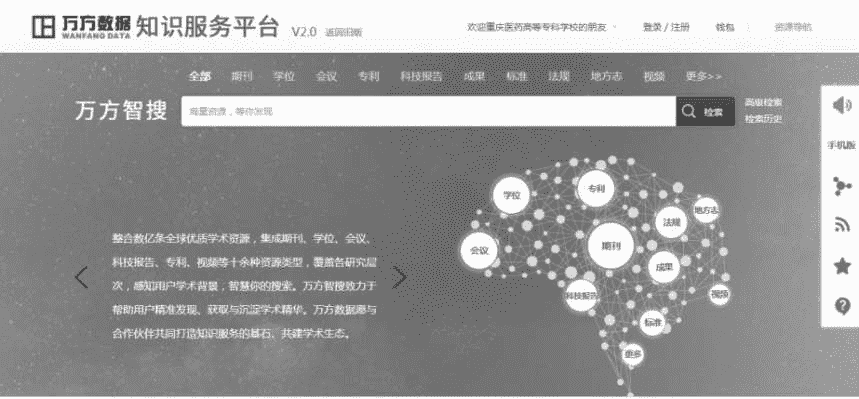 万方数据
WANFANG DATA
知识服务平台 V2.0 返回旧版
欢迎重庆医药高等专科学校的朋友 登录 / 注册 钱包 资源导航
全部 期刊 学位 会议 专利 科技报告 成果 标准 法规 地方志 视频 更多>>
万方智搜
海量资源，等你发现
检索
高级检索
检索历史
手机版
整合数亿条全球优质学术资源，集成期刊、学位、会议、
科技报告、专利、视频等十余种资源类型，覆盖各研究层
次，感知用户学术背景，智慧你的搜索。万方智搜致力于
帮助用户精准发现、获取与沉淀学术精华。万方数据愿与
合作伙伴共同打造知识服务的基石、共建学术生态。
学位
专利
地方志
法规
会议
期刊
成果
科技报告
视频
标准
更多